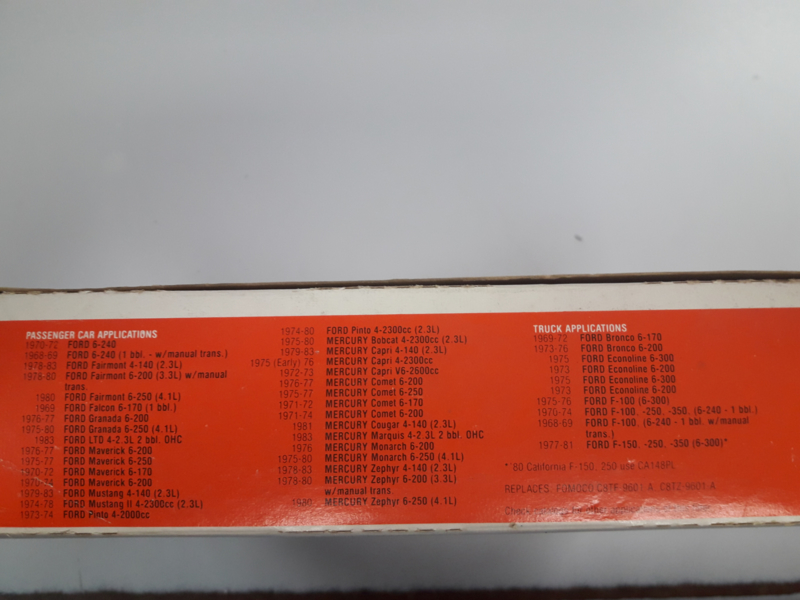 PASSENGER CAR APPLICATIONS
1970-72 FORD 6-240
1968-69 FORD 6-240 (1 bbl. - w/manual trans.)
1978-83 FORD Fairmont 4-140 (2.3L)
1978-80 FORD Fairmont 6-200 (3.3L) w/manual
trans.
1980 FORD Fairmont 6-250 (4.1L)
1969 FORD Falcon 6-170 (1 bbl.)
1976-77 FORD Granada 6-200
1975-80 FORD Granada 6-250 (4.1L)
1983 FORD LTD 4-2.3L 2 bbl. OHC
1976-77 FORD Maverick 6-200
1975-77 FORD Maverick 6-250
1970-72 FORD Maverick 6-170
FORD Maverick 6-200
1979-83 FORD Mustang 4-140 (2.3L)
1974-78 FORD Mustang II 4-2300cc (2.3L)
1973-74 FORD Pinto 4-2000cc
1974-80 FORD Pinto 4-2300cc (2.3L)
1975-80 MERCURY Bobcat 4-2300cc (2.3L)
1979-83 MERCURY Capri 4-140 (2.3L)
1975 (Early) 76 MERCURY Capri 4-2300cc
1972-73 MERCURY Capri V6-2600cc
1976-77 MERCURY Comet 6-200
1975-77 MERCURY Comet 6-250
1971-72 MERCURY Comet 6-170
1971-74 MERCURY Comet 6-200
1981 MERCURY Cougar 4-140 (2.3L)
1983 MERCURY Marquis 4-2.3L 2 bbl. OHC
1976 MERCURY Monarch 6-200
1975-80 MERCURY Monarch 6-250 (4.1L)
1978-83 MERCURY Zephyr 4-140 (2.3L)
1978-80 MERCURY Zephyr 6-200 (3.3L)
w/manual trans.
1980 MERCURY Zephyr 6-250 (4.1L)
TRUCK APPLICATIONS
1969-72 FORD Bronco 6-170
1973-76 FORD Bronco 6-200
1975 FORD Econoline 6-300
1973 FORD Econoline 6-200
1975 FORD Econoline 6-300
1973 FORD Econoline 6-200
1975-76 FORD F-100 (6-300)
1970-74 FORD F-100, -250, -350, (6-240 - 1 bbl.)
1968-69 FORD F-100, (6-240 - 1 bbl. w/manual
trans.)
1977-81 FORD F-150, -250, -350 (6-300)*
* '80 California F-150, 250 use CA148PL
REPLACES: FOMOCO C8TF 9601 A, C8TZ-9601 A